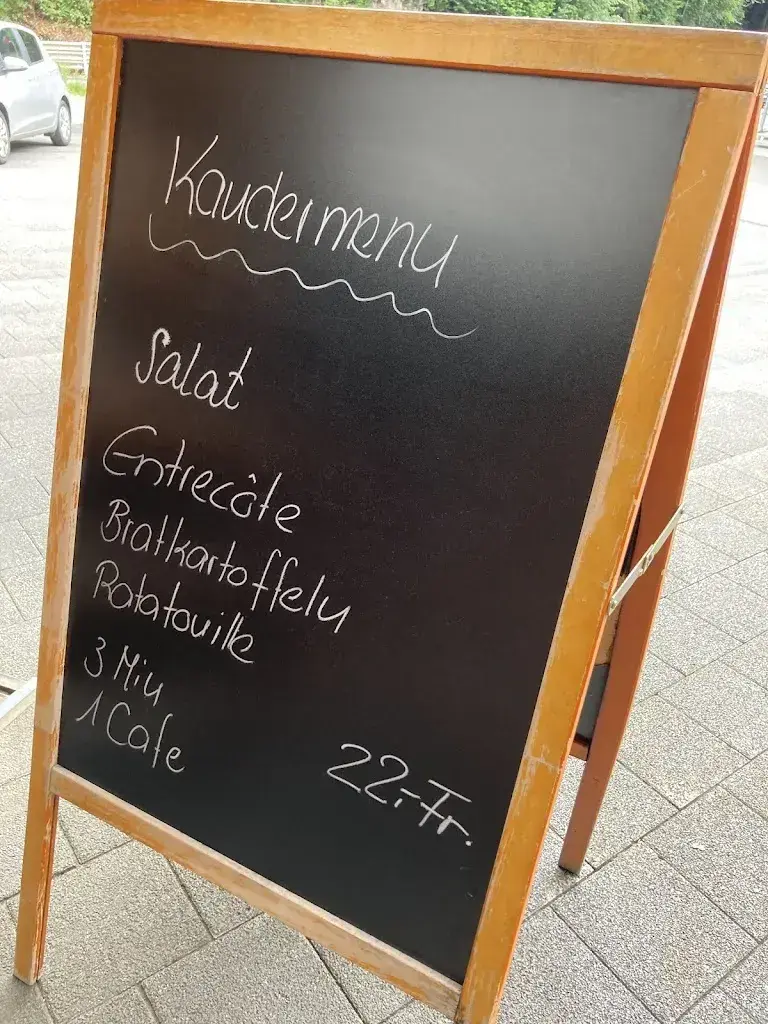 Kaudermenu
Salat
Entrecôte
Bratkartoffeln
Ratatouille
3 Min
1 Cafe
22,- Fr.